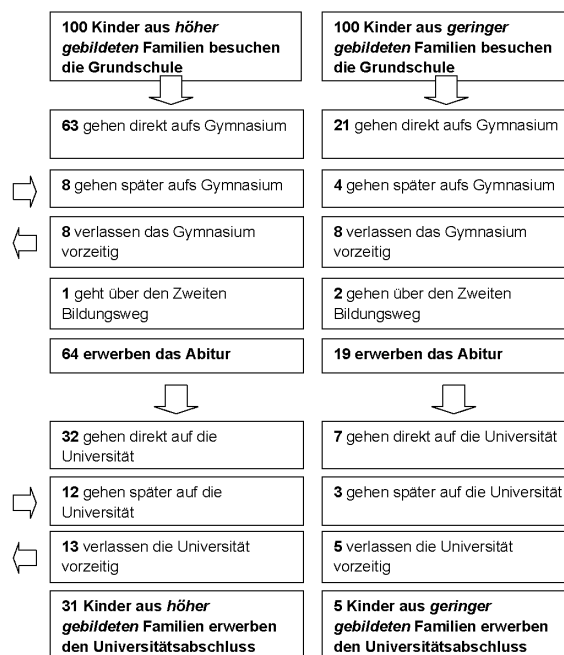 100 Kinder aus höher
gebildeten Familien besuchen
die Grundschule
63 gehen direkt aufs Gymnasium
8 gehen später aufs Gymnasium
8 verlassen das Gymnasium
vorzeitig
1 geht über den Zweiten
Bildungsweg
64 erwerben das Abitur
32 gehen direkt auf die
Universität
12 gehen später auf die
Universität
13 verlassen die Universität
vorzeitig
31 Kinder aus höher
gebildeten Familien erwerben
den Universitätsabschluss
100 Kinder aus geringer
gebildeten Familien besuchen
die Grundschule
21 gehen direkt aufs Gymnasium
4 gehen später aufs Gymnasium
8 verlassen das Gymnasium
vorzeitig
2 gehen über den Zweiten
Bildungsweg
19 erwerben das Abitur
7 gehen direkt auf die Universität
3 gehen später auf die Universität
5 verlassen die Universität
vorzeitig
5 Kinder aus geringer
gebildeten Familien erwerben
den Universitätsabschluss